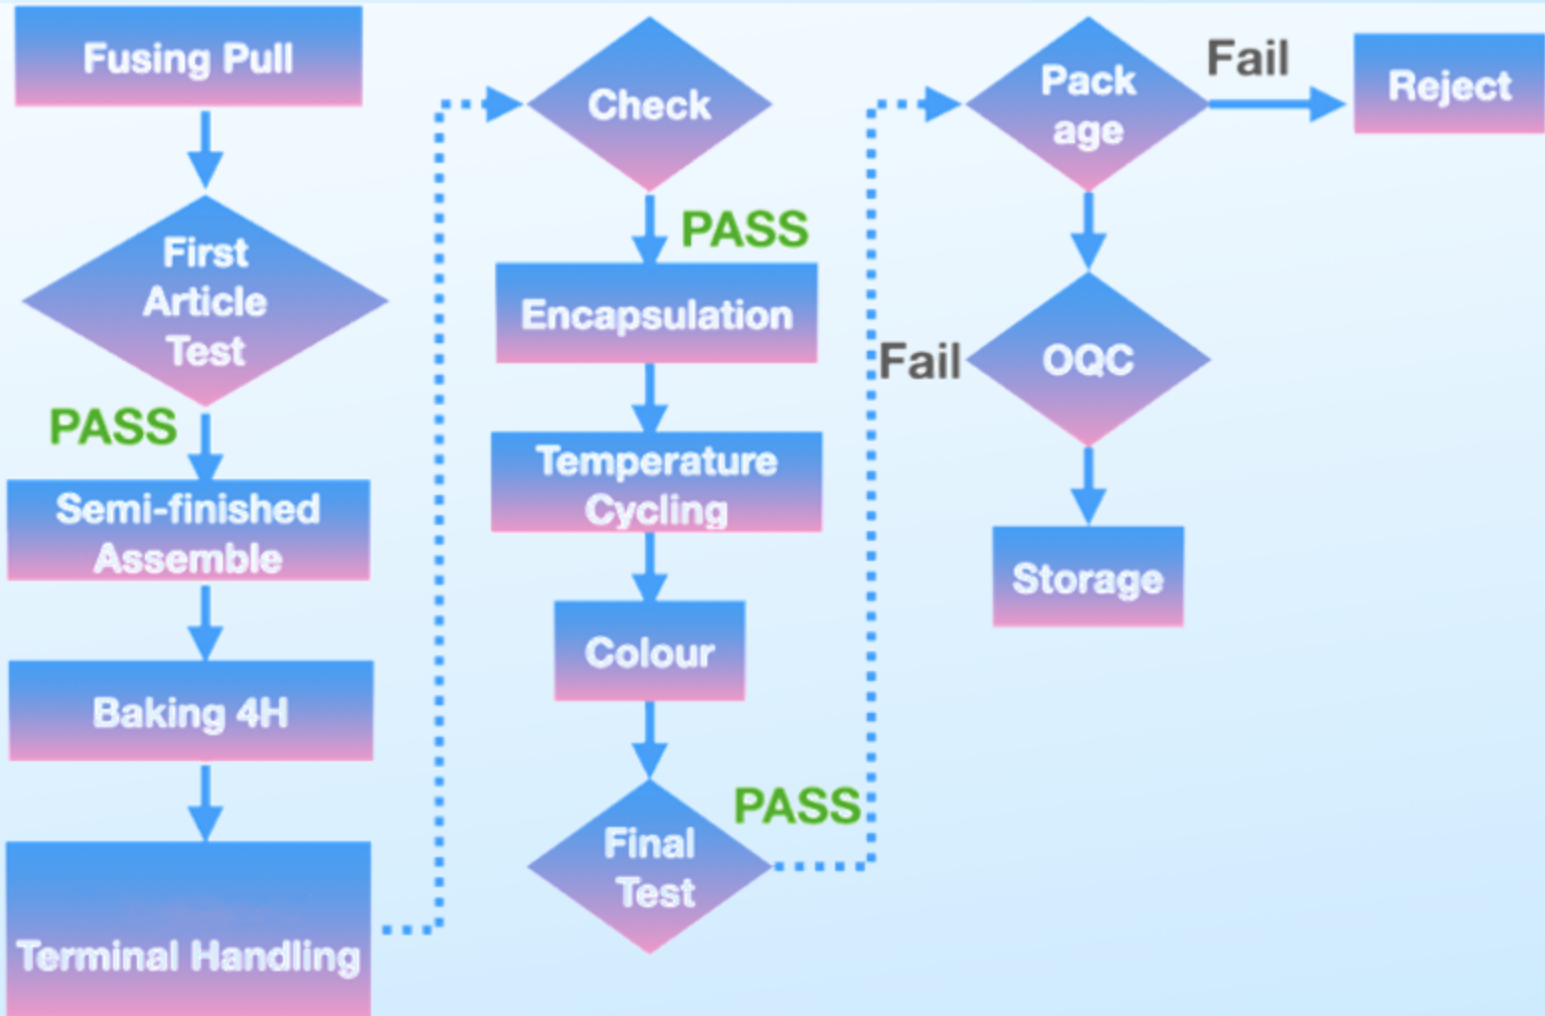 Fusing Pull
First
Article
Test
PASS
Semi-finished
Assemble
Baking 4H
Terminal Handling
Check
PASS
Encapsulation
Temperature
Cycling
Colour
Final
Test
PASS
Pack
age
Fail
Reject
Fail
OQC
Storage